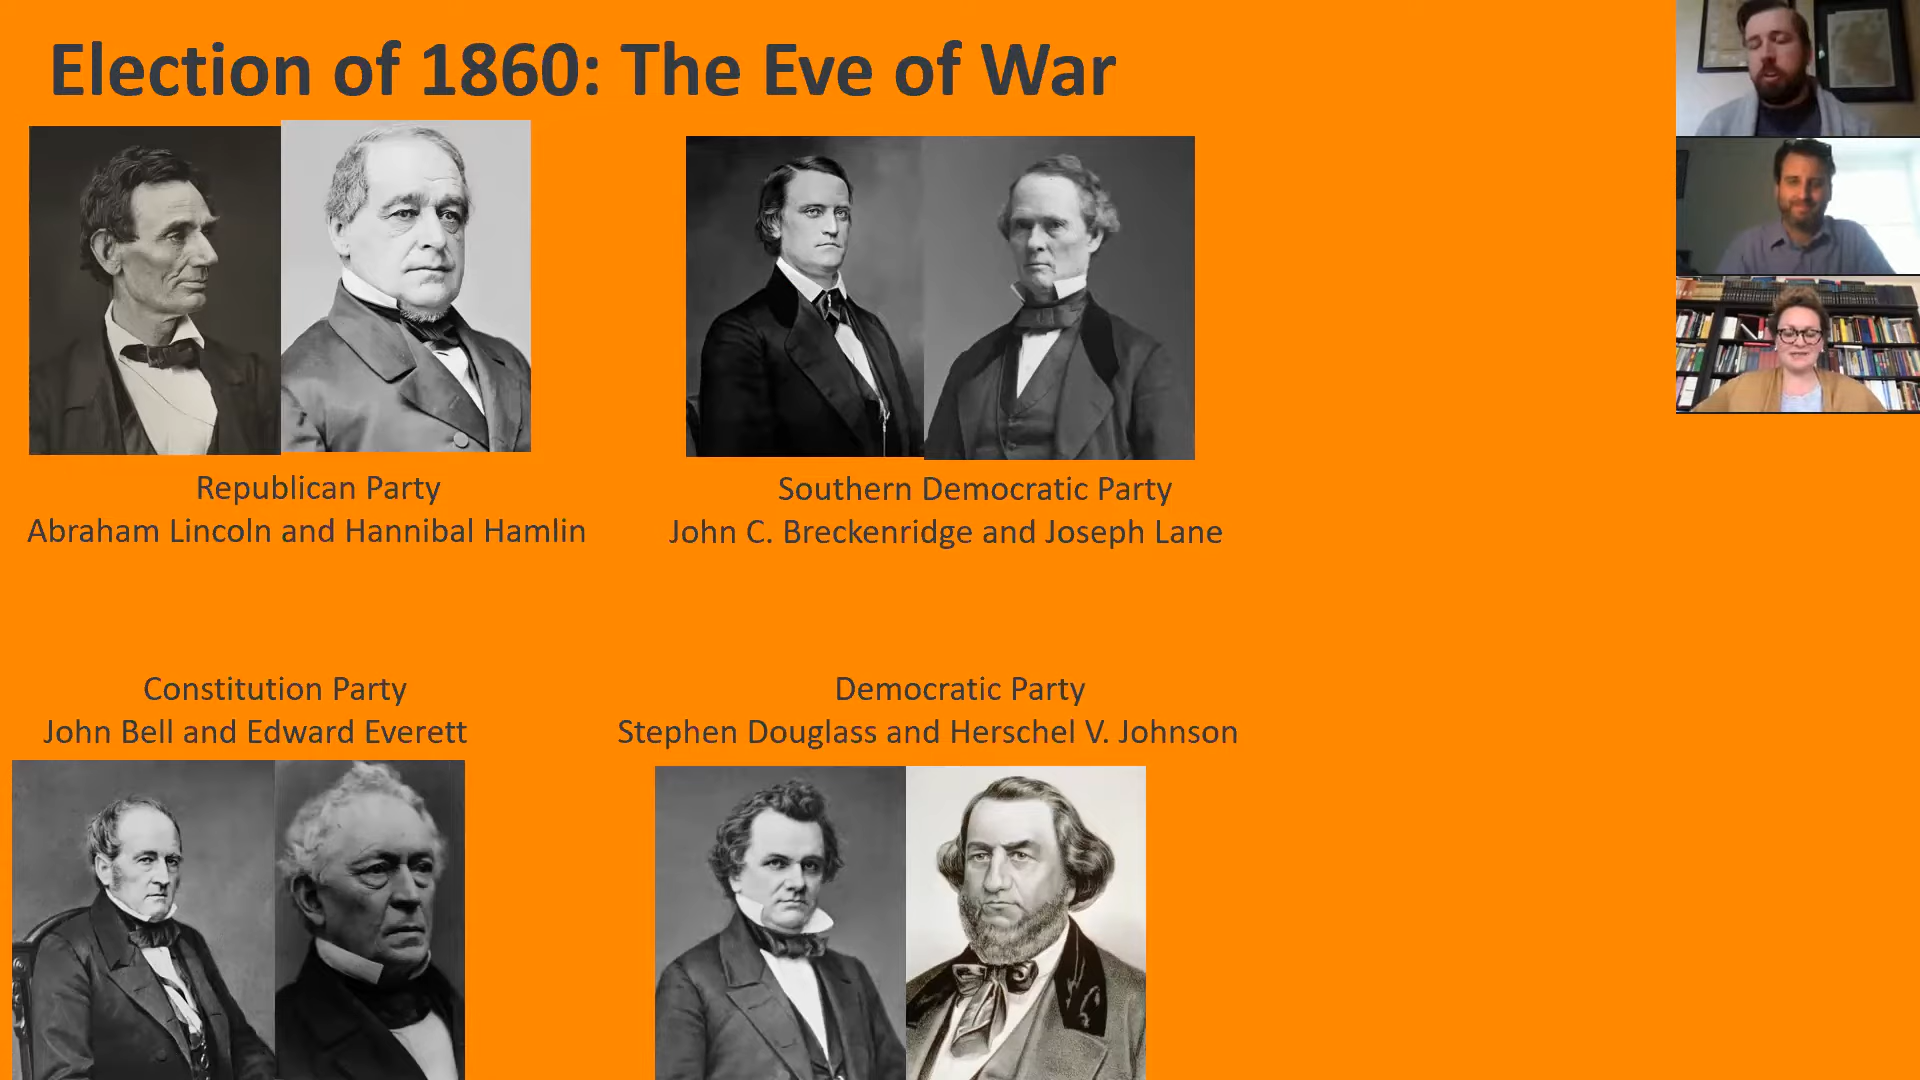 Election of 1860: The Eve of War
Republican Party
Abraham Lincoln and Hannibal Hamlin
Southern Democratic Party
John C. Breckenridge and Joseph Lane
Constitution Party
John Bell and Edward Everett
Democratic Party
Stephen Douglass and Herschel V. Johnson